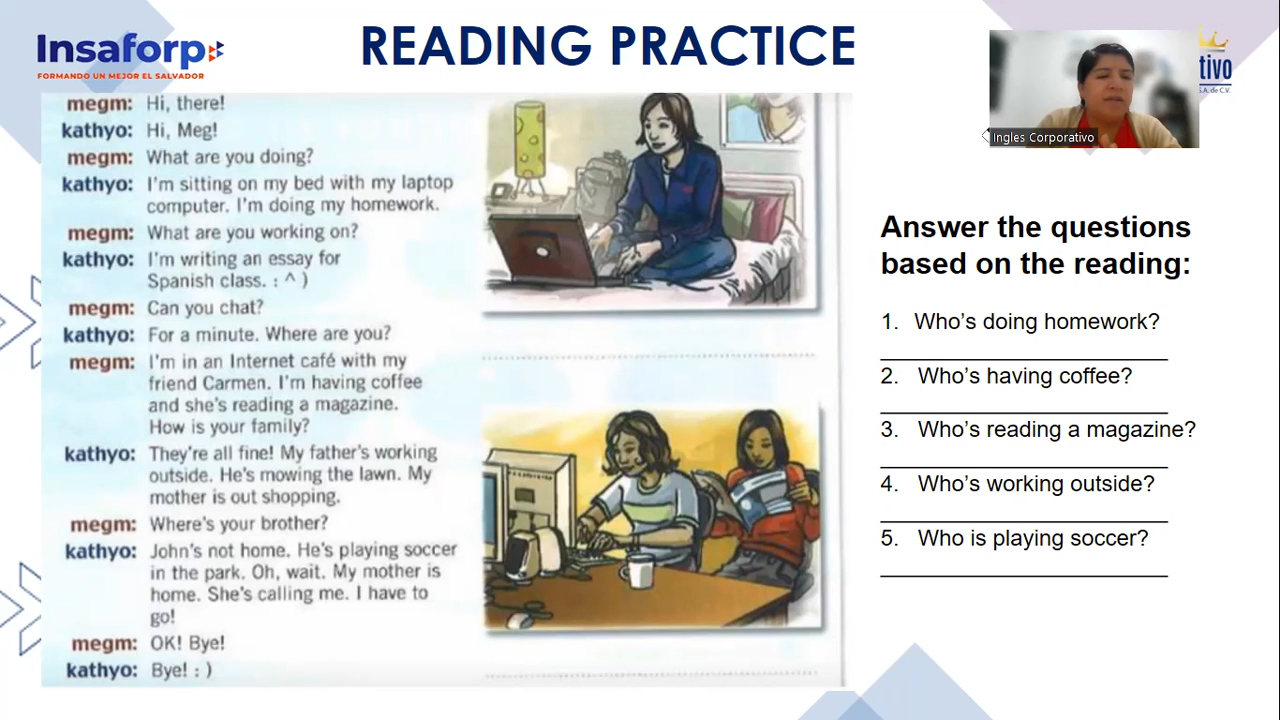 Insaforp
FORMANDO UN MEJOR EL SALVADOR
READING PRACTICE
tivo
S.A. de C.V.
Ingles Corporativo
megm: Hi, there!
kathyo: Hi, Meg!
megm: What are you doing?
kathyo: I'm sitting on my bed with my laptop
computer. I'm doing my homework.
megm: What are you working on?
kathyo: I'm writing an essay for
Spanish class. : ^ )
megm: Can you chat?
kathyo: For a minute. Where are you?
megm: I'm in an Internet café with my
friend Carmen. I'm having coffee
and she's reading a magazine.
How is your family?
kathyo: They're all fine! My father's working
outside. He's mowing the lawn. My
mother is out shopping.
megm: Where's your brother?
kathyo: John's not home. He's playing soccer
in the park. Oh, wait. My mother is
home. She's calling me. I have to
go!
megm: OK! Bye!
kathyo: Bye! : )
Answer the questions
based on the reading:
1. Who's doing homework?
2. Who's having coffee?
3. Who's reading a magazine?
4. Who's working outside?
5. Who is playing soccer?